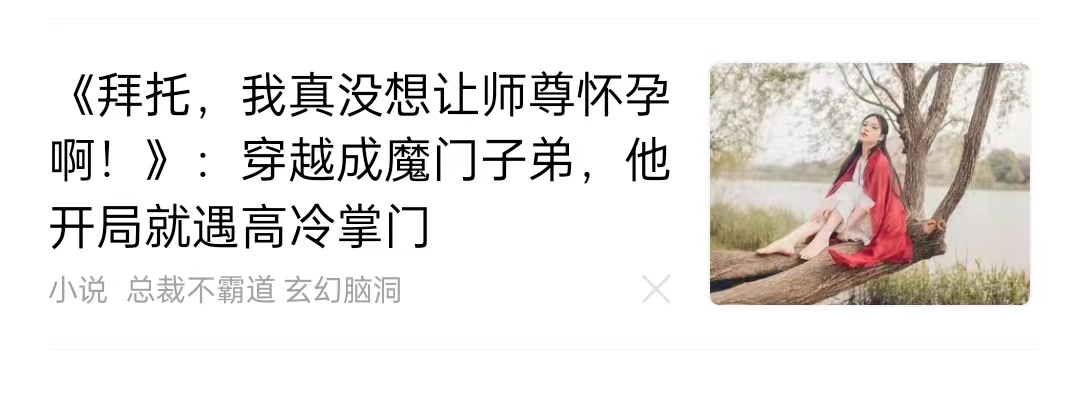 《拜托，我真没想让师尊怀孕
啊！》：穿越成魔门子弟，他
开局就遇高冷掌门
小说 总裁不霸道 玄幻脑洞